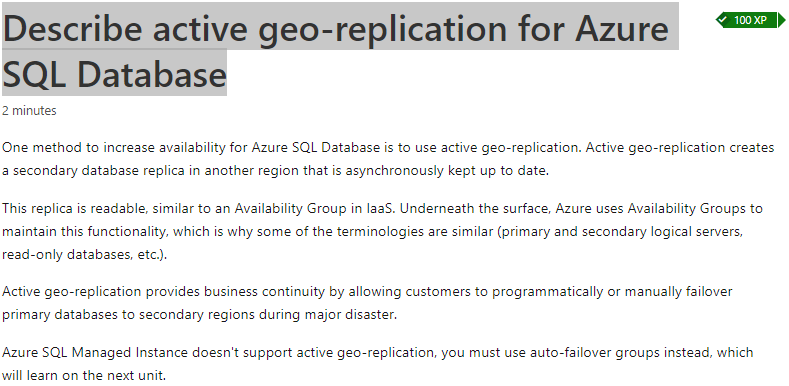 Describe active geo-replication for Azure
SQL Database
100 XP
2 minutes
One method to increase availability for Azure SQL Database is to use active geo-replication. Active geo-replication creates
a secondary database replica in another region that is asynchronously kept up to date.
This replica is readable, similar to an Availability Group in IaaS. Underneath the surface, Azure uses Availability Groups to
maintain this functionality, which is why some of the terminologies are similar (primary and secondary logical servers,
read-only databases, etc.).
Active geo-replication provides business continuity by allowing customers to programmatically or manually failover
primary databases to secondary regions during major disaster.
Azure SQL Managed Instance doesn't support active geo-replication, you must use auto-failover groups instead, which
will learn on the next unit.